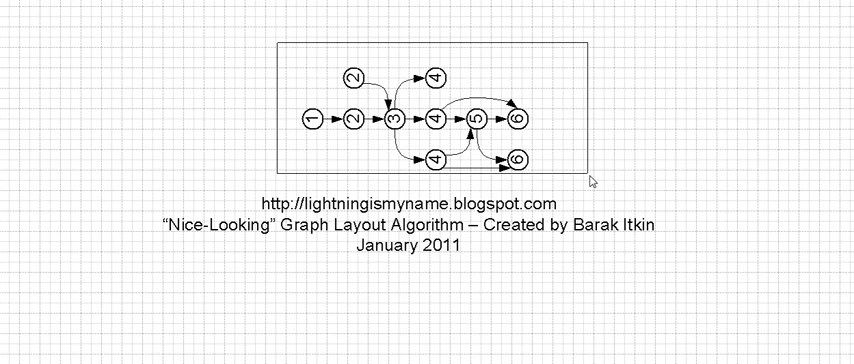 2 4
1 2 3 4 5 6
4 6
http://lightningismyname.blogspot.com
“Nice-Looking” Graph Layout Algorithm – Created by Barak Itkin
January 2011